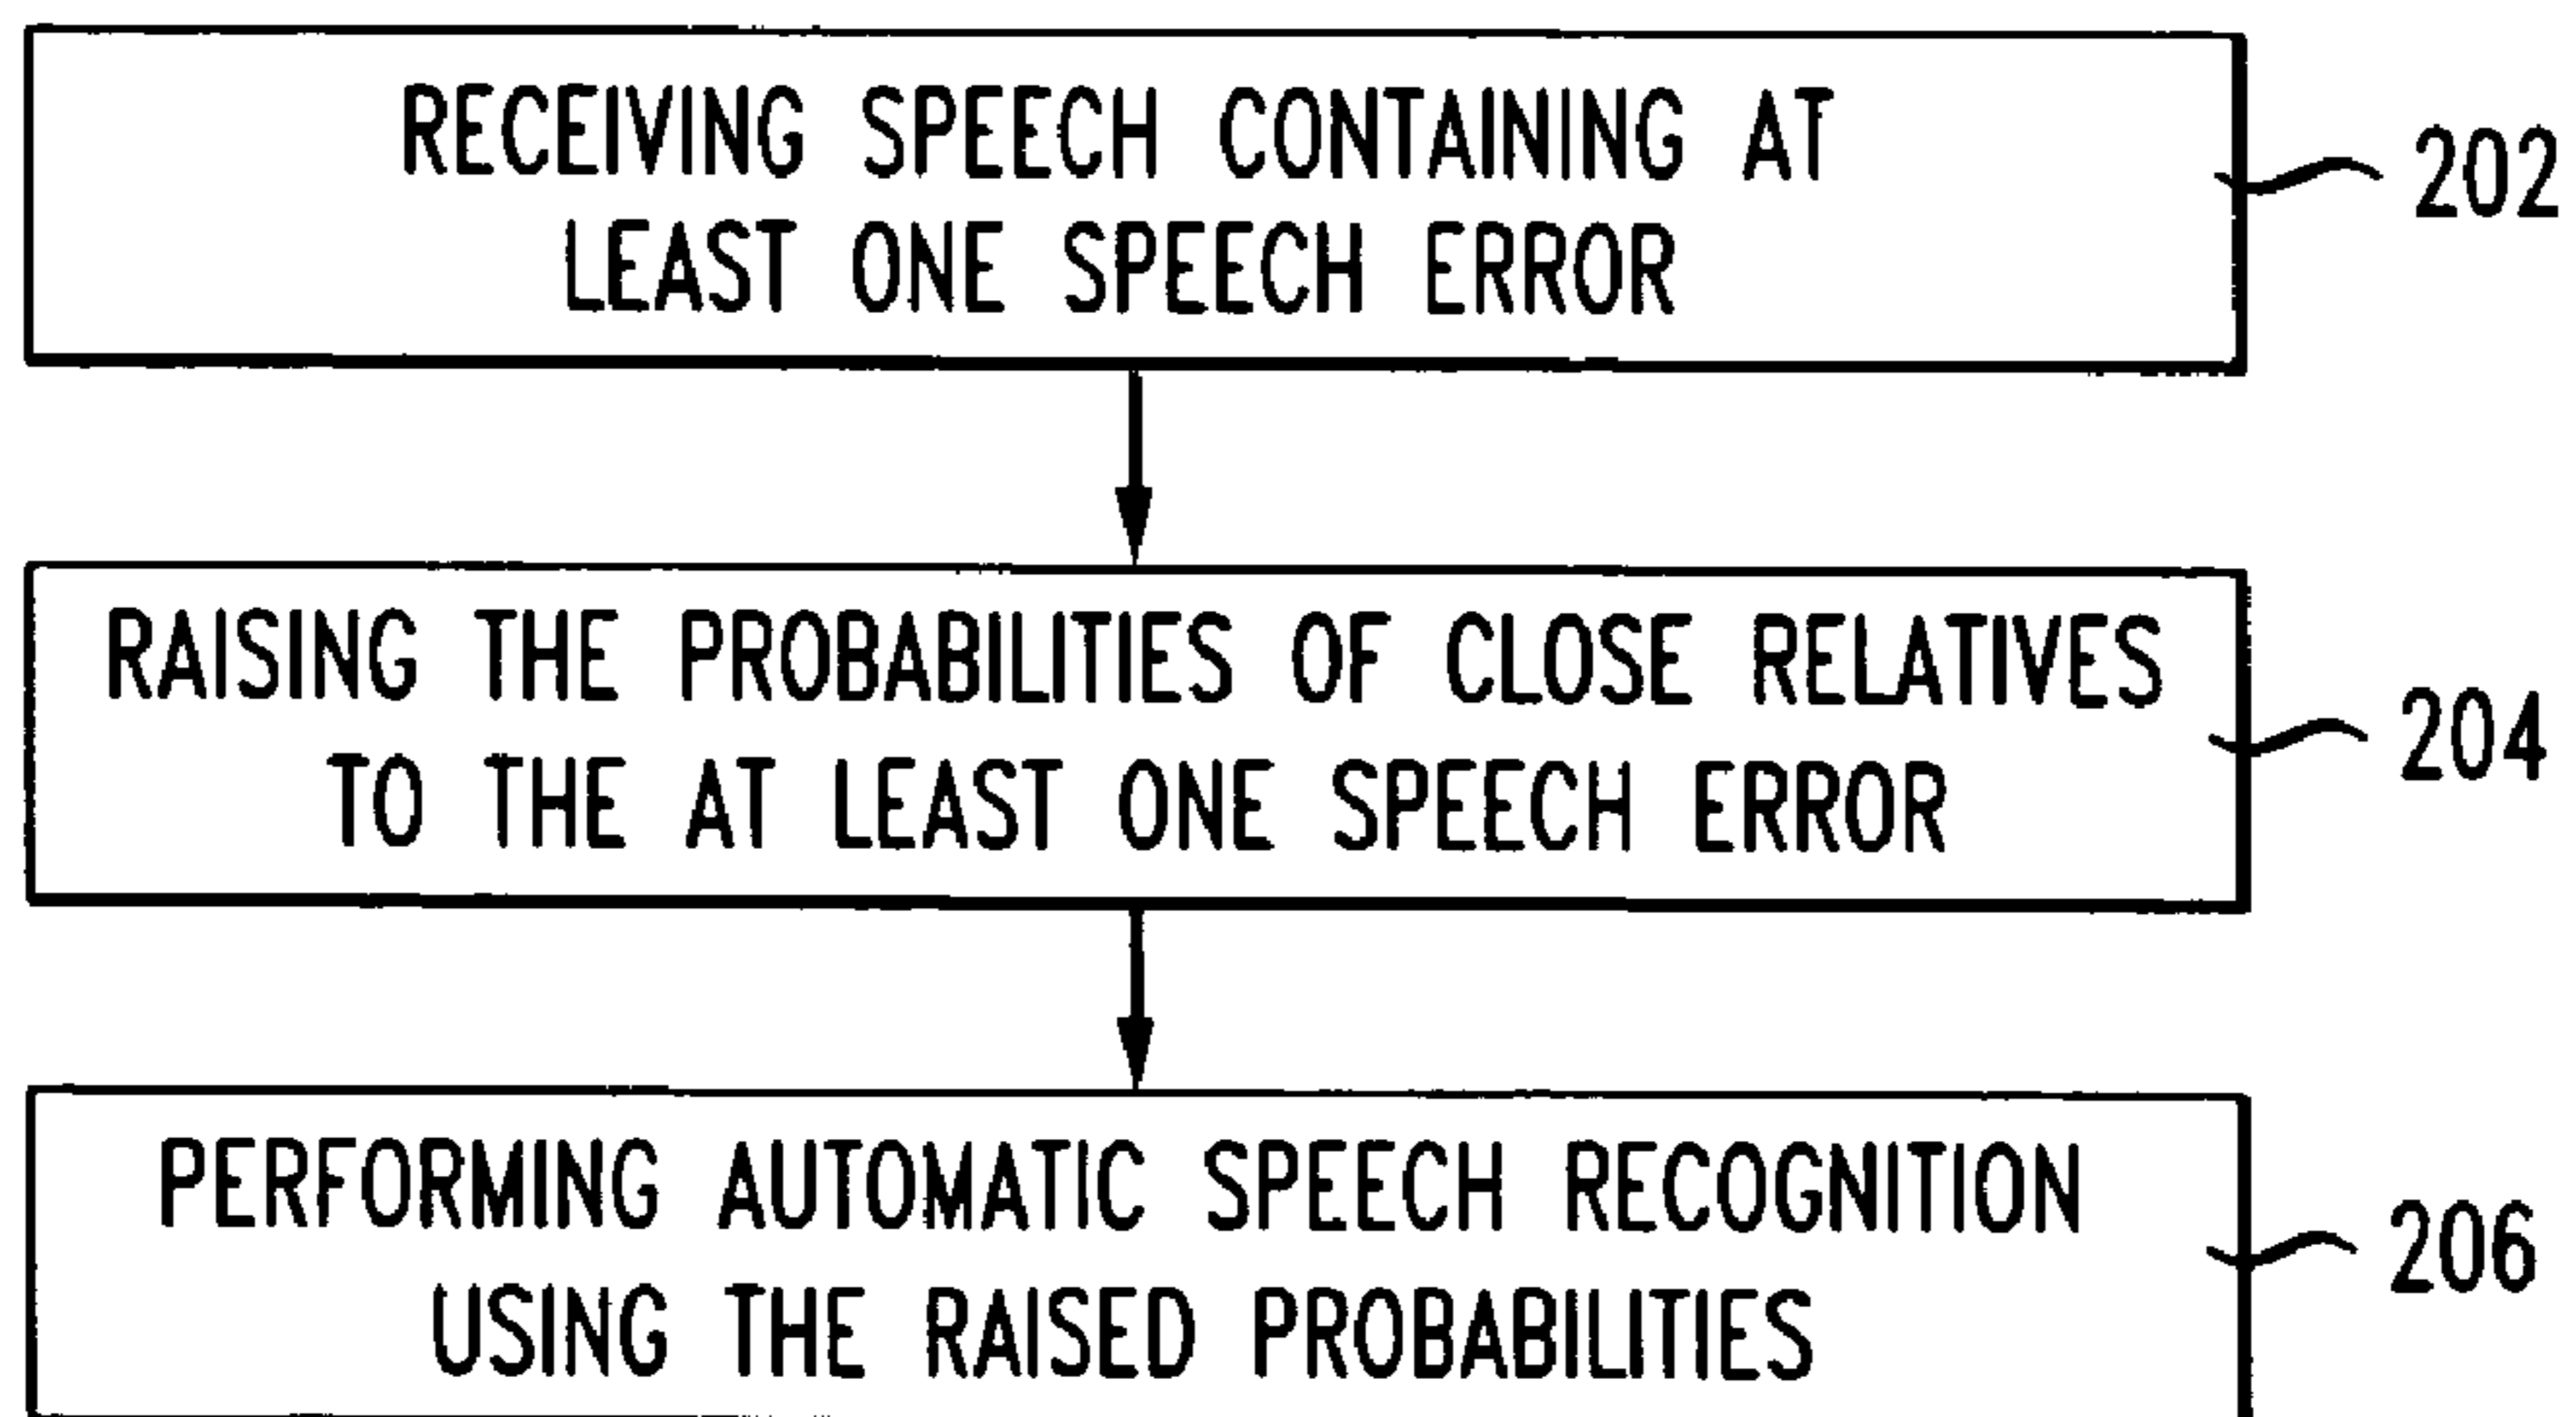 RECEIVING SPEECH CONTAINING AT
LEAST ONE SPEECH ERROR
202
RAISING THE PROBABILITIES OF CLOSE RELATIVES
TO THE AT LEAST ONE SPEECH ERROR
204
PERFORMING AUTOMATIC SPEECH RECOGNITION
USING THE RAISED PROBABILITIES
206